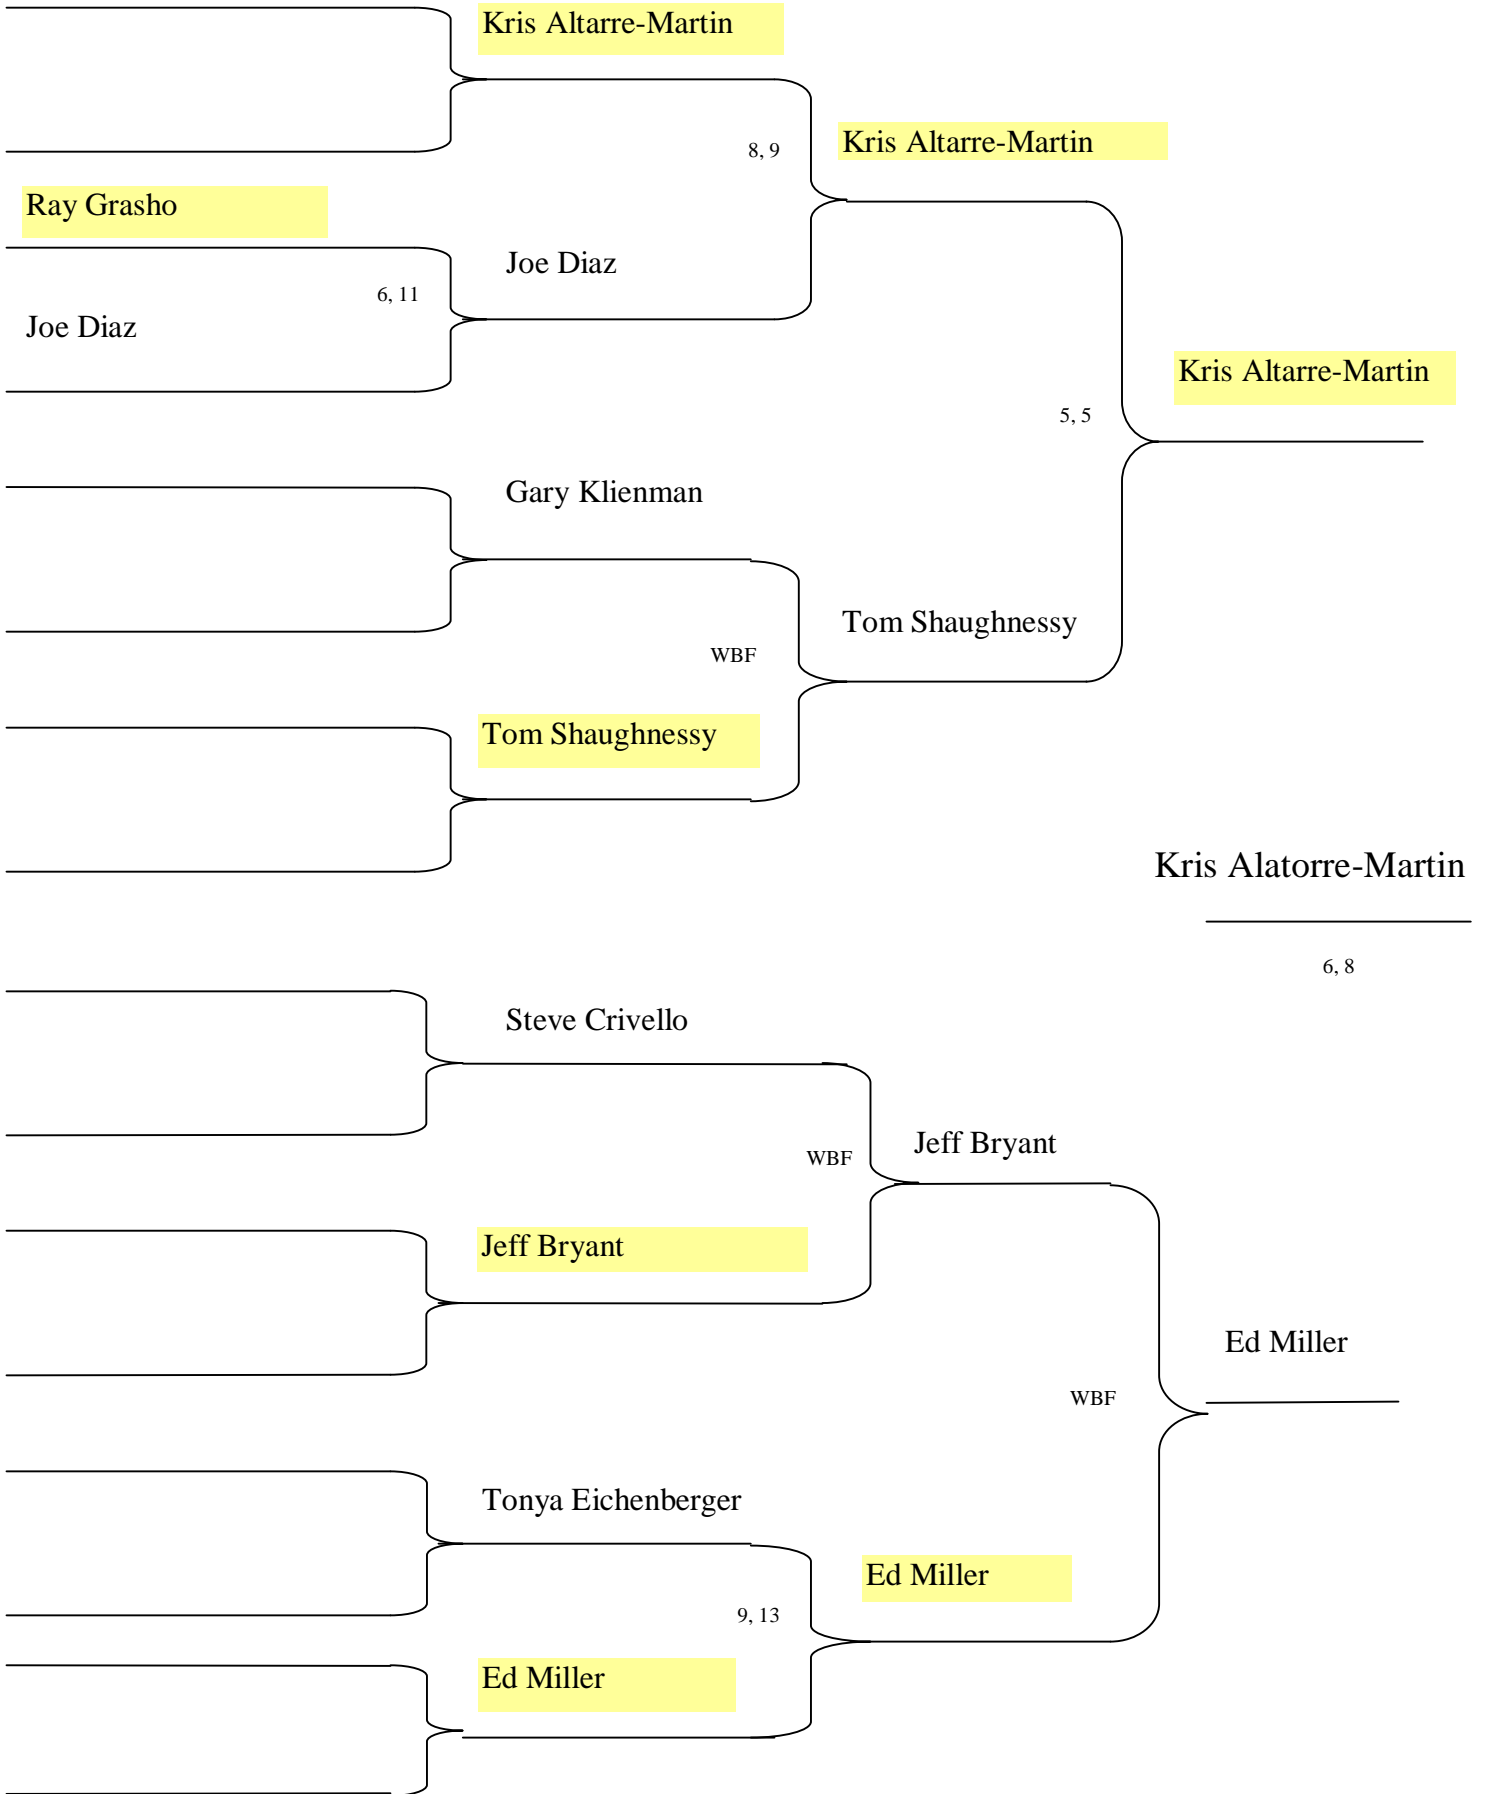 Kris Altarre-Martin
8, 9
Kris Altarre-Martin
Ray Grasho
6, 11
Joe Diaz
Joe Diaz
Kris Altarre-Martin
5, 5
Gary Klienman
WBF
Tom Shaughnessy
Tom Shaughnessy
Kris Alatorre-Martin
6, 8
Steve Crivello
WBF
Jeff Bryant
Jeff Bryant
Ed Miller
WBF
Tonya Eichenberger
9, 13
Ed Miller
Ed Miller